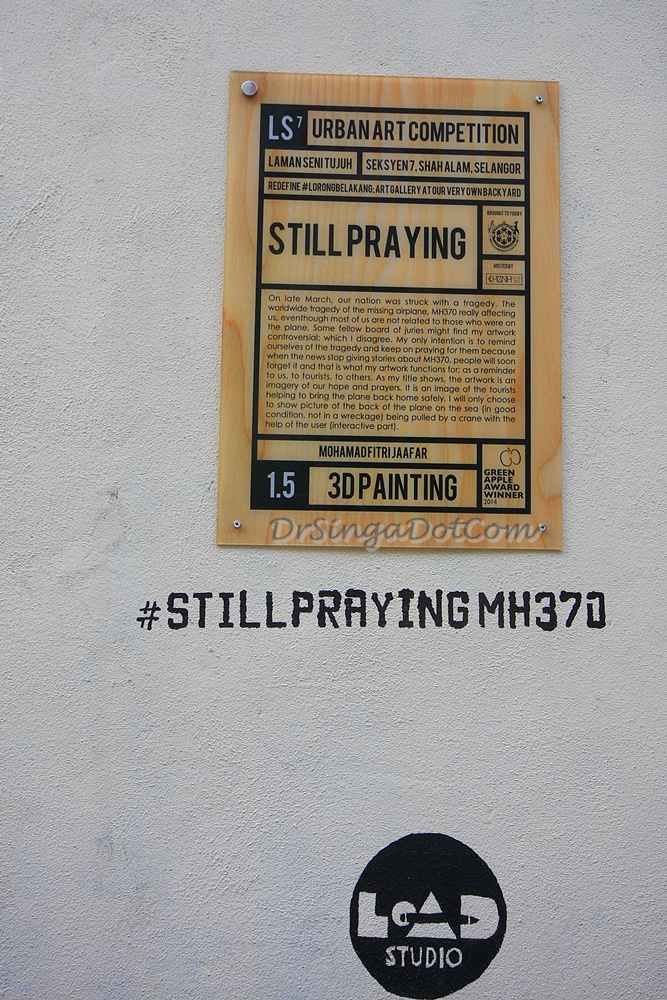 LS7 URBAN ART COMPETITION
LAMAN SENI TUJUH SEKSYEN 7, SHAH ALAM, SELANGOR
REDEFINE #LORONGBELAKANG; ART GALLERY AT OUR VERY OWN BACKYARD
STILL PRAYING
BROUGHT TO YOU BY
HOSTED BY
On late March, our nation was struck with a tragedy. The
worldwide tragedy of the missing airplane, MH370 really affecting
us, eventhough most of us are not related to those who were on
the plane. Some fellow board of juries might find my artwork
controversial; which I disagree. My only intention is to remind
ourselves of the tragedy and keep on praying for them because
when the news stop giving stories about MH370, people will soon
forget it and that is what my artwork functions for; as a reminder
to us, to tourists, to others. As my title shows, the artwork is an
imagery of our hope and prayers. It is an image of the tourists
helping to bring the plane back home safely. I will only choose
to show picture of the back of the plane on the sea (in good
condition, not in a wreckage) being pulled by a crane with the
help of the user (interactive part).
MOHAMAD FITRI JAAFAR
1.5 3D PAINTING
GREEN
APPLE
AWARD
WINNER
2014
DrSingaDotCom
#STILLPRAYINGMH370
LOAD
STUDIO